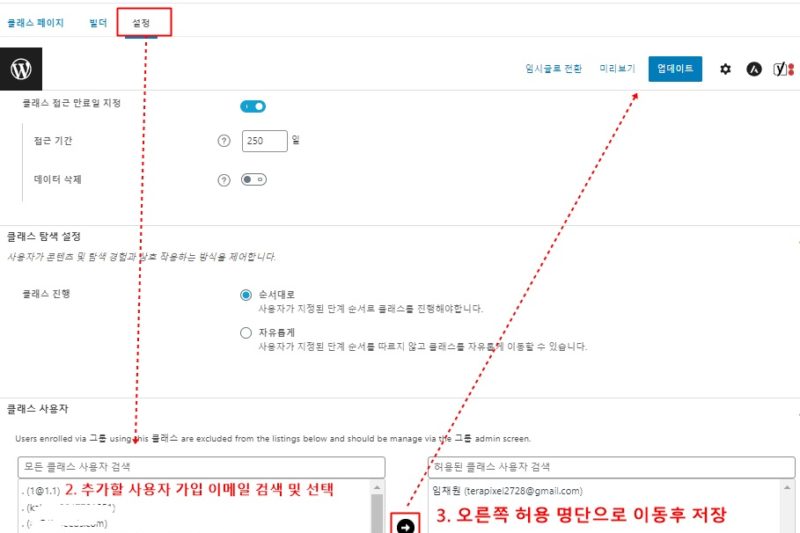 클래스 페이지 빌더 설정
임시글로 전환 미리보기 업데이트
클래스 접근 만료일 지정
접근 기간 ? 250 일
데이터 삭제 ?
클래스 탐색 설정
사용자가 콘텐츠 및 탐색 경험과 상호 작용하는 방식을 제어합니다.
클래스 진행 순서대로
사용자가 지정된 단계 순서로 클래스를 진행해야합니다.
자유롭게
사용자가 지정된 단계 순서를 따르지 않고 클래스를 자유롭게 이동할 수 있습니다.
클래스 사용자
Users enrolled via 그룹 using this 클래스 are excluded from the listings below and should be manage via the 그룹 admin screen.
모든 클래스 사용자 검색 허용된 클래스 사용자 검색
. (1@1.1) 2. 추가할 사용자 가입 이메일 검색 및 선택 임재원 (terapixel2728@gmail.com)
3. 오른쪽 허용 명단으로 이동후 저장